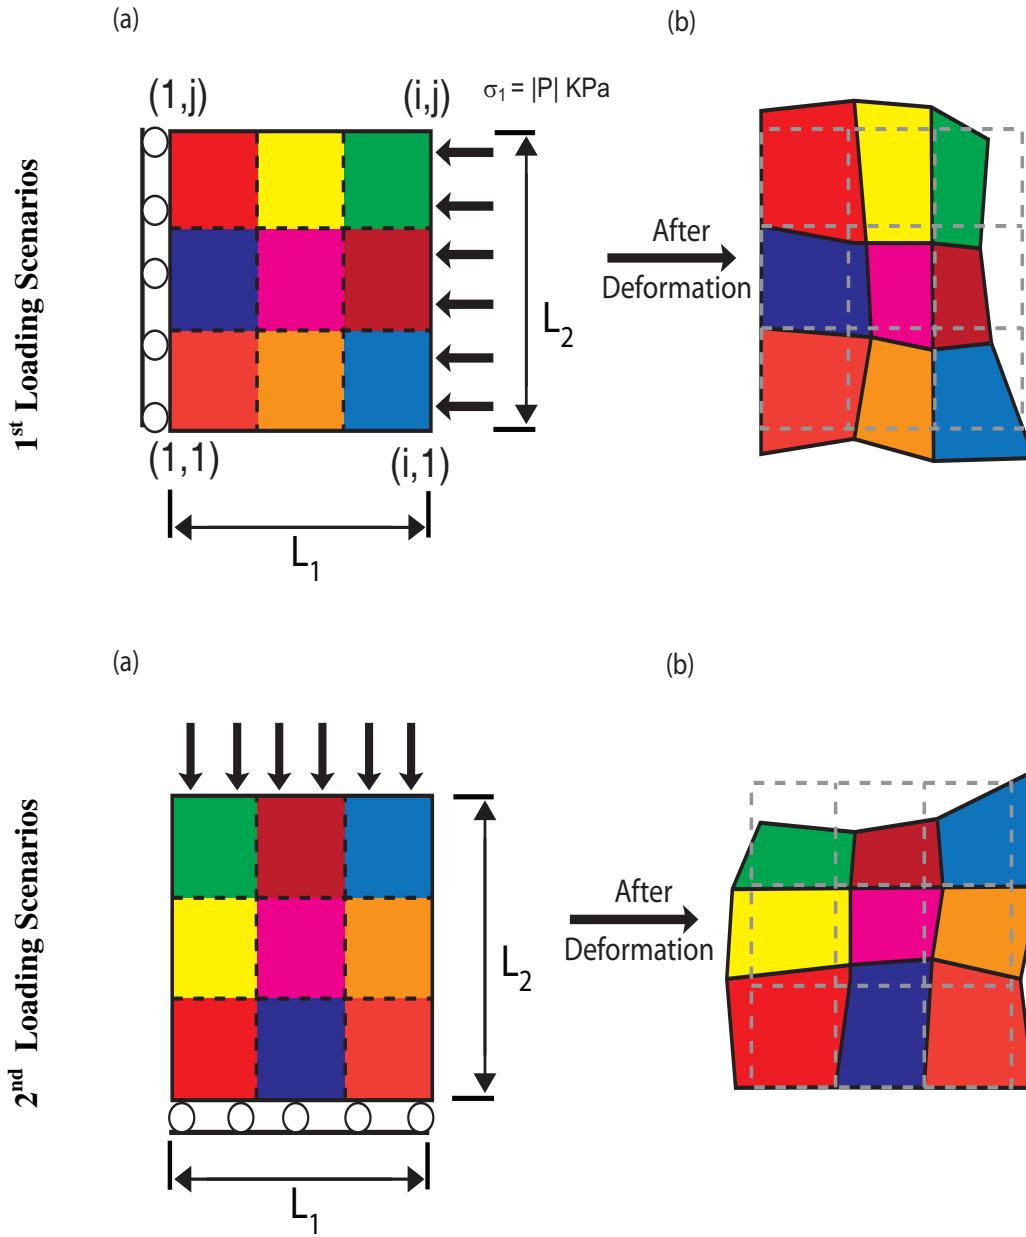 (a)
(b)
1st Loading Scenarios
(1,j)
(i,j)
σ1 = |P| KPa
L2
After
Deformation
(1,1)
(i,1)
L1
(a)
(b)
2nd Loading Scenarios
L2
After
Deformation
L1